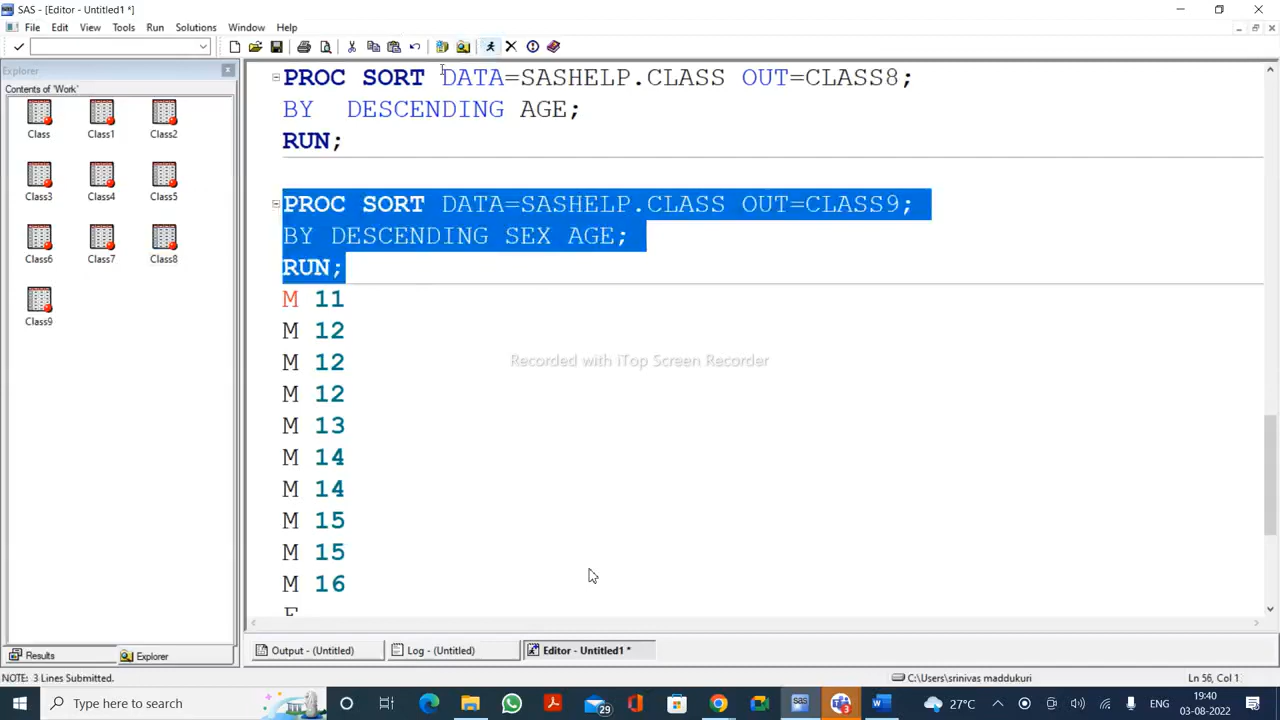 SAS - [Editor - Untitled1 *]
File Edit View Tools Run Solutions Window Help
Explorer
Contents of 'Work'
Class Class1 Class2
Class3 Class4 Class5
Class6 Class7 Class8
Class9
PROC SORT DATA=SASHELP.CLASS OUT=CLASS8;
BY DESCENDING AGE;
RUN;
PROC SORT DATA=SASHELP.CLASS OUT=CLASS9;
BY DESCENDING SEX AGE;
RUN;
M 11
M 12
M 12
Recorded with iTop Screen Recorder
M 12
M 13
M 14
M 14
M 15
M 15
M 16
Results Explorer
Output - (Untitled) Log - (Untitled) Editor - Untitled1 *
NOTE: 3 Lines Submitted. C:\Users\srinivas maddukuri Ln 56, Col 1
Type here to search 29 3 27°C 19:40
03-08-2022